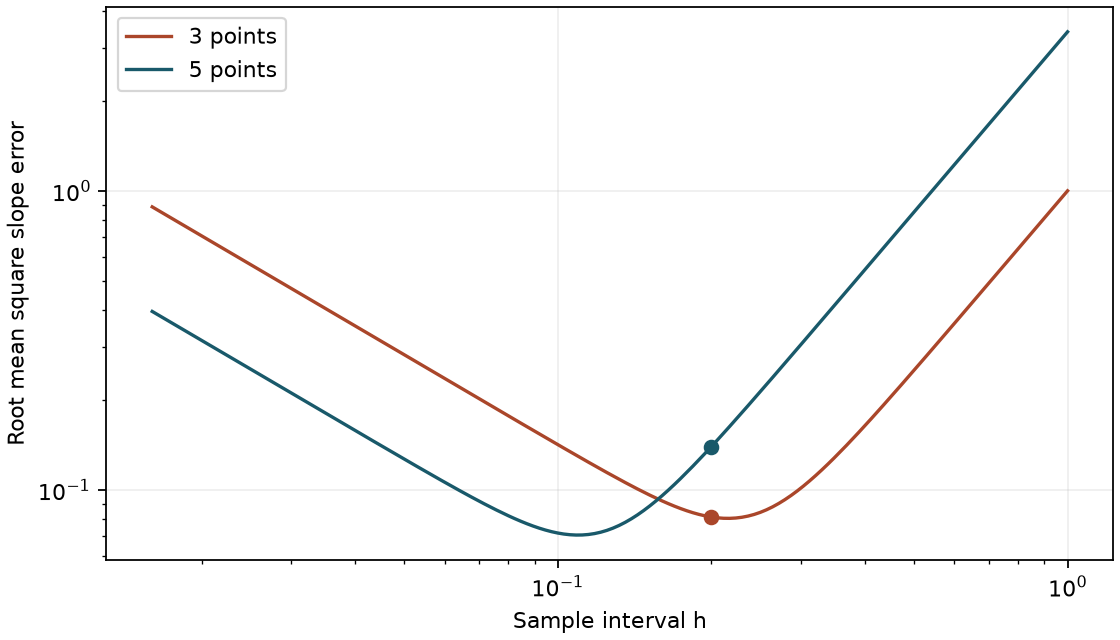 3 points
5 points
Root mean square slope error
10⁰
10⁻¹
10⁻¹
10⁰
Sample interval h